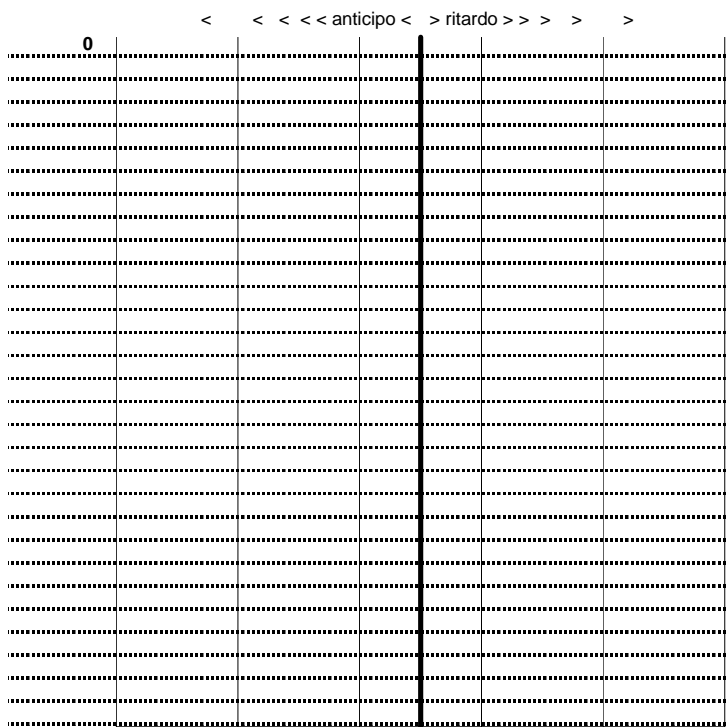 < < < < < anticipo < > ritardo > > > > >
0